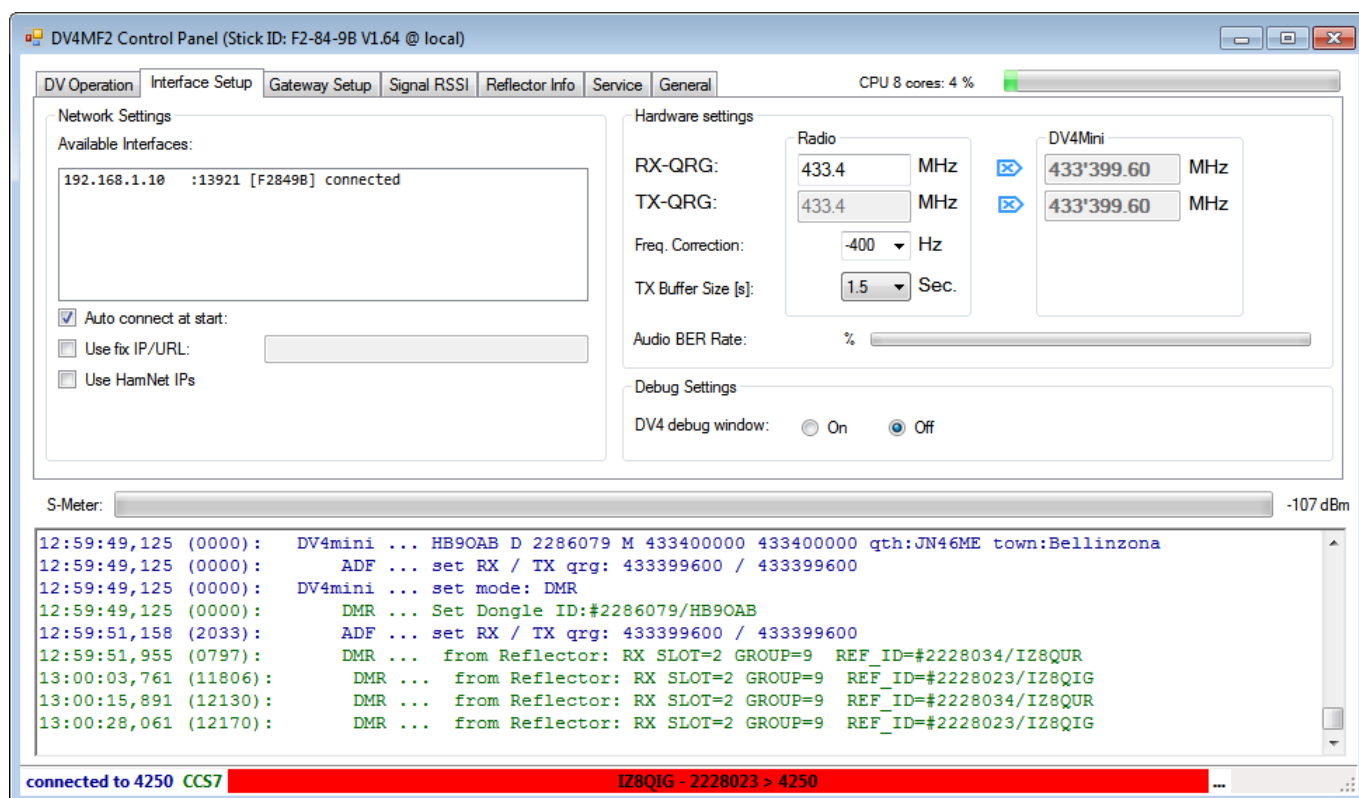 DV4MF2 Control Panel (Stick ID: F2-84-9B V1.64 @ local)
DV Operation Interface Setup Gateway Setup Signal RSSI Reflector Info Service General CPU 8 cores: 4 %
Network Settings
Available Interfaces:
192.168.1.10 :13921 [F2849B] connected
Auto connect at start:
Use fix IP/URL:
Use HamNet IPs
Hardware settings
Radio DV4Mini
RX-QRG: 433.4 MHz 433'399.60 MHz
TX-QRG: 433.4 MHz 433'399.60 MHz
Freq. Correction: -400 Hz
TX Buffer Size [s]: 1.5 Sec.
Audio BER Rate: %
Debug Settings
DV4 debug window: On Off
S-Meter: -107 dBm
12:59:49,125 (0000): DV4mini ... HB9OAB D 2286079 M 433400000 433400000 qth:JN46ME town:Bellinzona
12:59:49,125 (0000): ADF ... set RX / TX qrg: 433399600 / 433399600
12:59:49,125 (0000): DV4mini ... set mode: DMR
12:59:49,125 (0000): DMR ... Set Dongle ID:#2286079/HB9OAB
12:59:51,158 (2033): ADF ... set RX / TX qrg: 433399600 / 433399600
12:59:51,955 (0797): DMR ... from Reflector: RX SLOT=2 GROUP=9 REF_ID=#2228034/IZ8QUR
13:00:03,761 (11806): DMR ... from Reflector: RX SLOT=2 GROUP=9 REF_ID=#2228023/IZ8QIG
13:00:15,891 (12130): DMR ... from Reflector: RX SLOT=2 GROUP=9 REF_ID=#2228034/IZ8QUR
13:00:28,061 (12170): DMR ... from Reflector: RX SLOT=2 GROUP=9 REF_ID=#2228023/IZ8QIG
connected to 4250 CCS7 IZ8QIG - 2228023 > 4250 ...